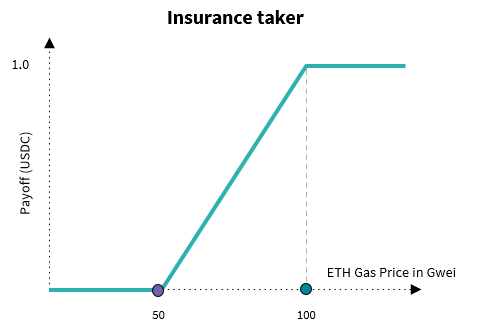 Insurance taker
1.0
Payoff (USDC)
ETH Gas Price in Gwei
50
100